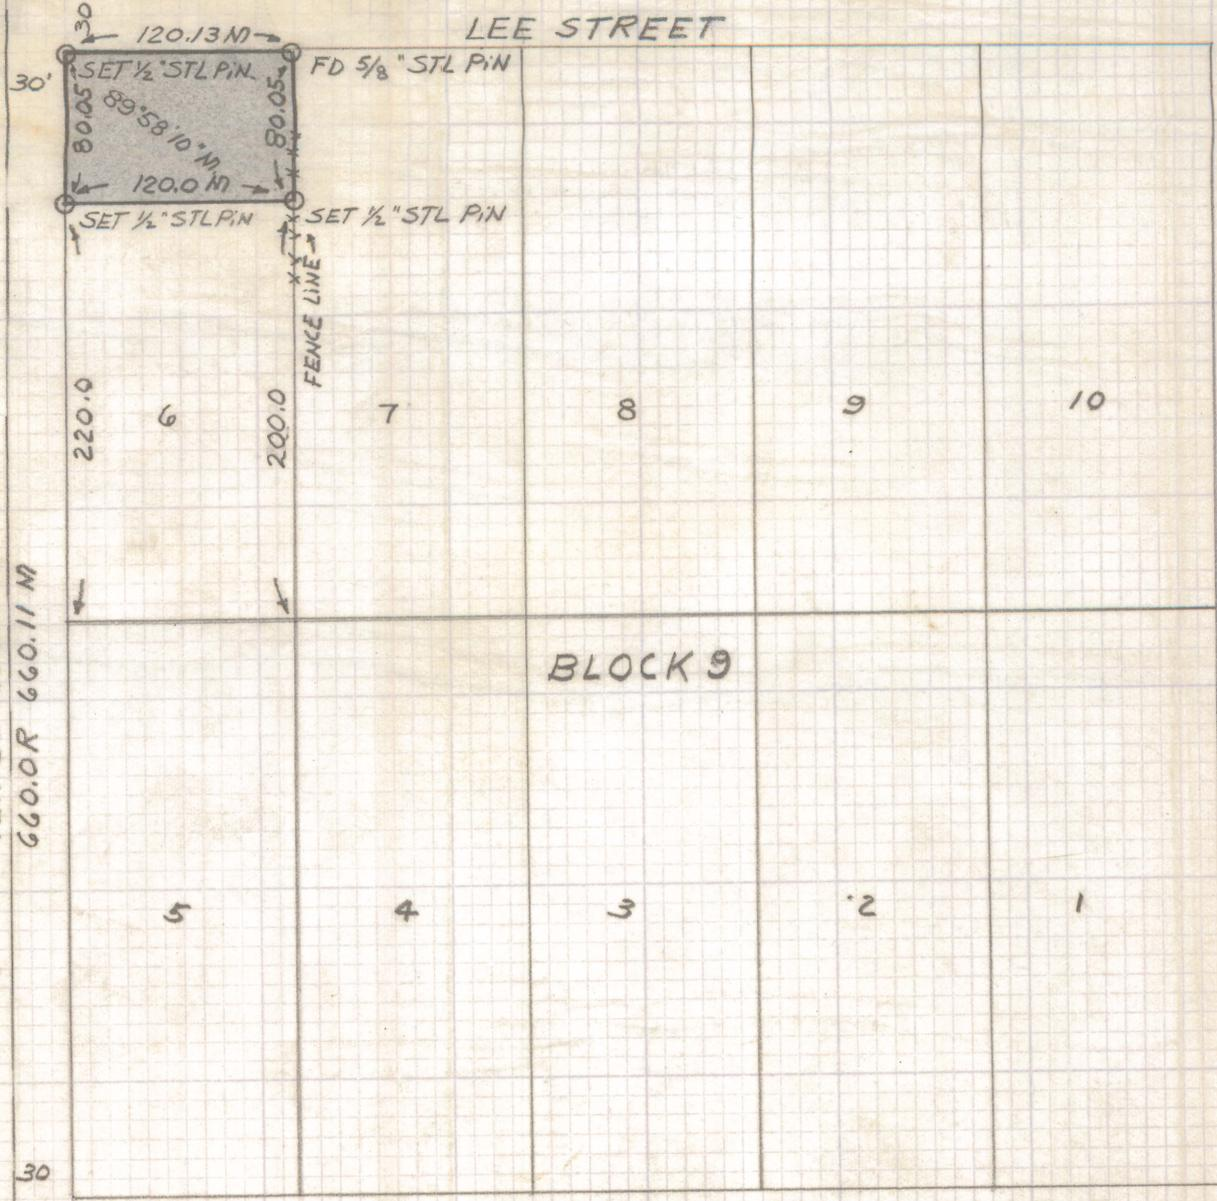 LEE STREET
30
120.13 M
SET 1/2" STL PIN
FD 5/8" STL PIN
30'
80.05
89°58'10" M
80.05
120.0 M
SET 1/2" STL PIN
SET 1/2" STL PIN
FENCE LINE
220.0
6
200.0
7
8
9
10
660.0R 660.11 M
BLOCK 9
5
4
3
2
1
30